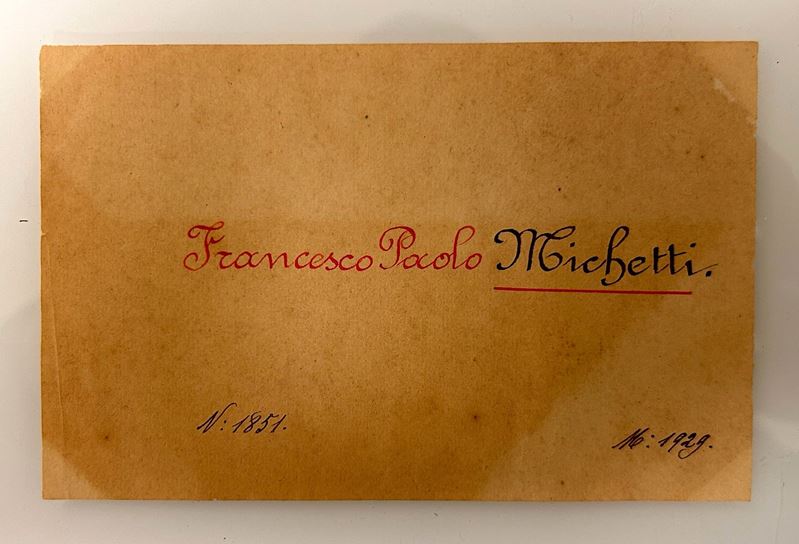 Francesco Paolo Michetti.
N: 1851.
M: 1929.